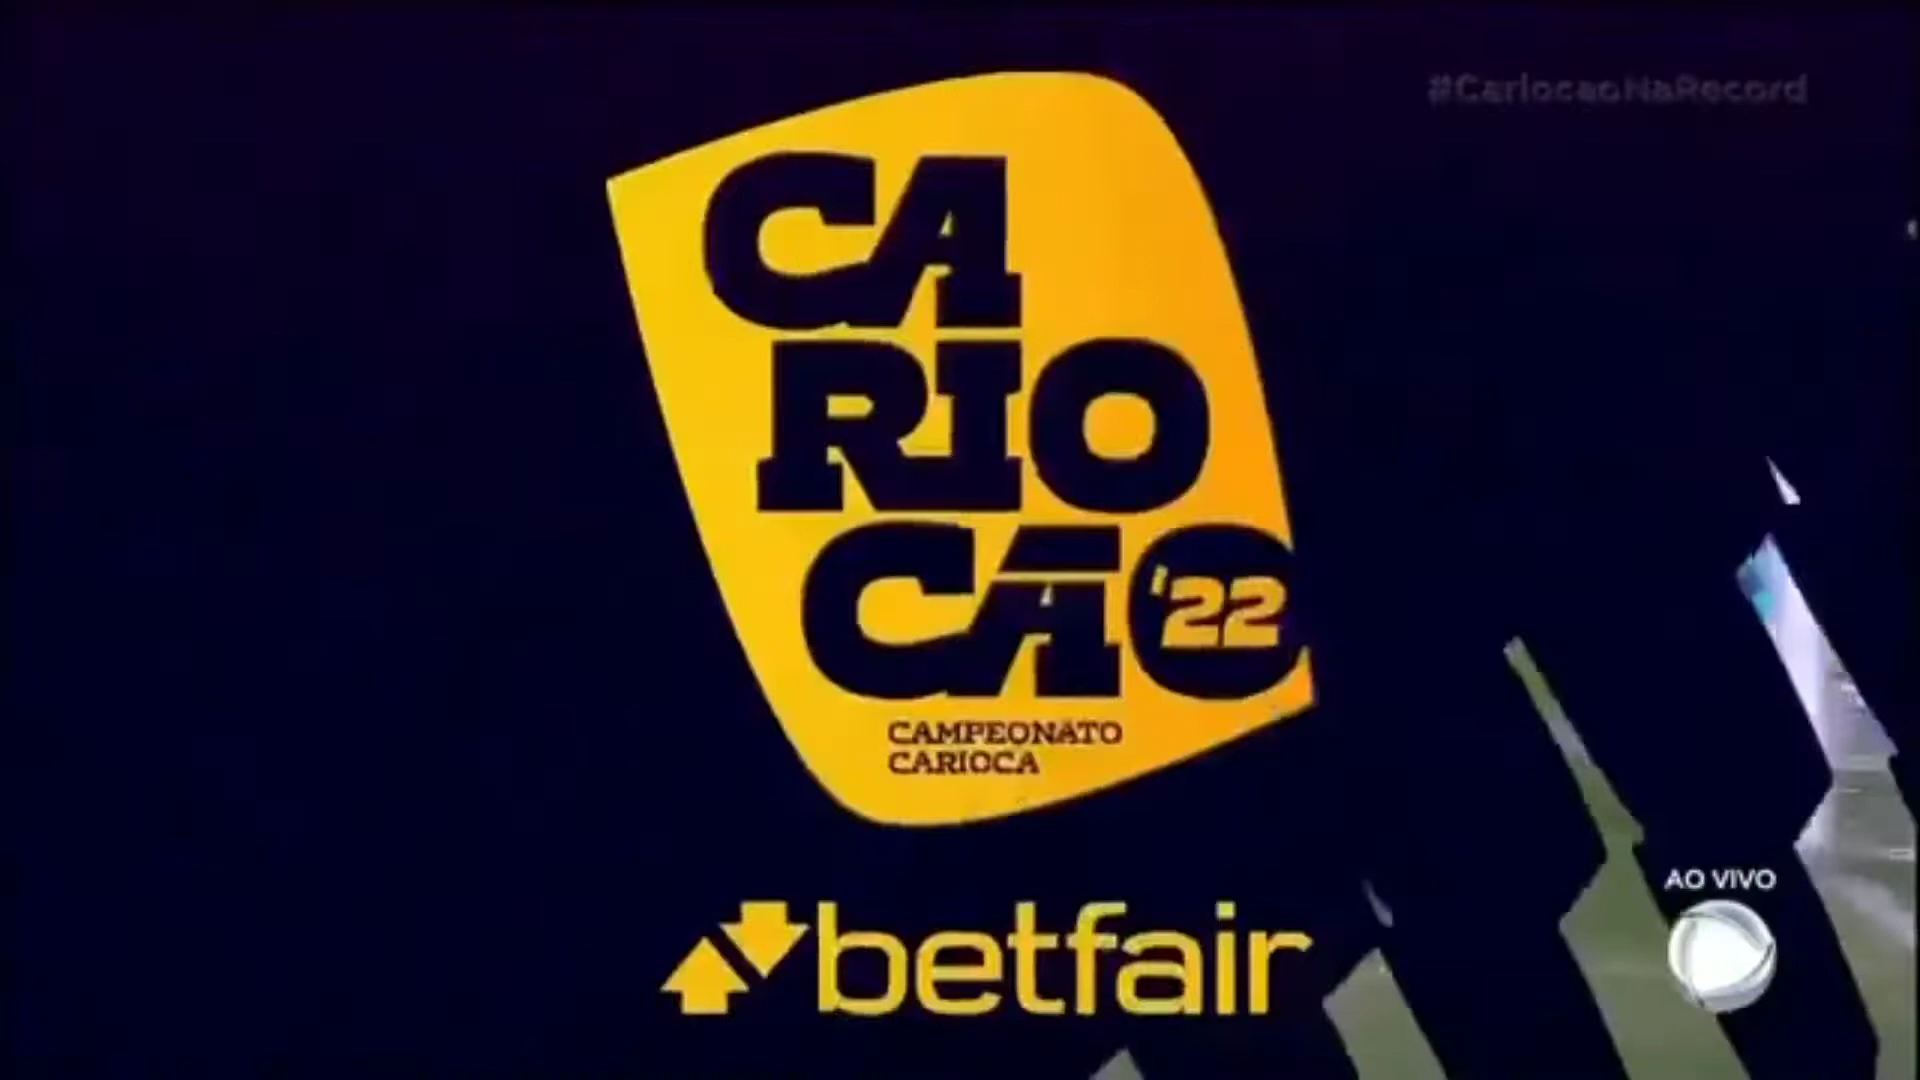 #CariocaoNaRecord
CA
RIO
CÃO '22
CAMPEONATO
CARIOCA
AO VIVO
betfair